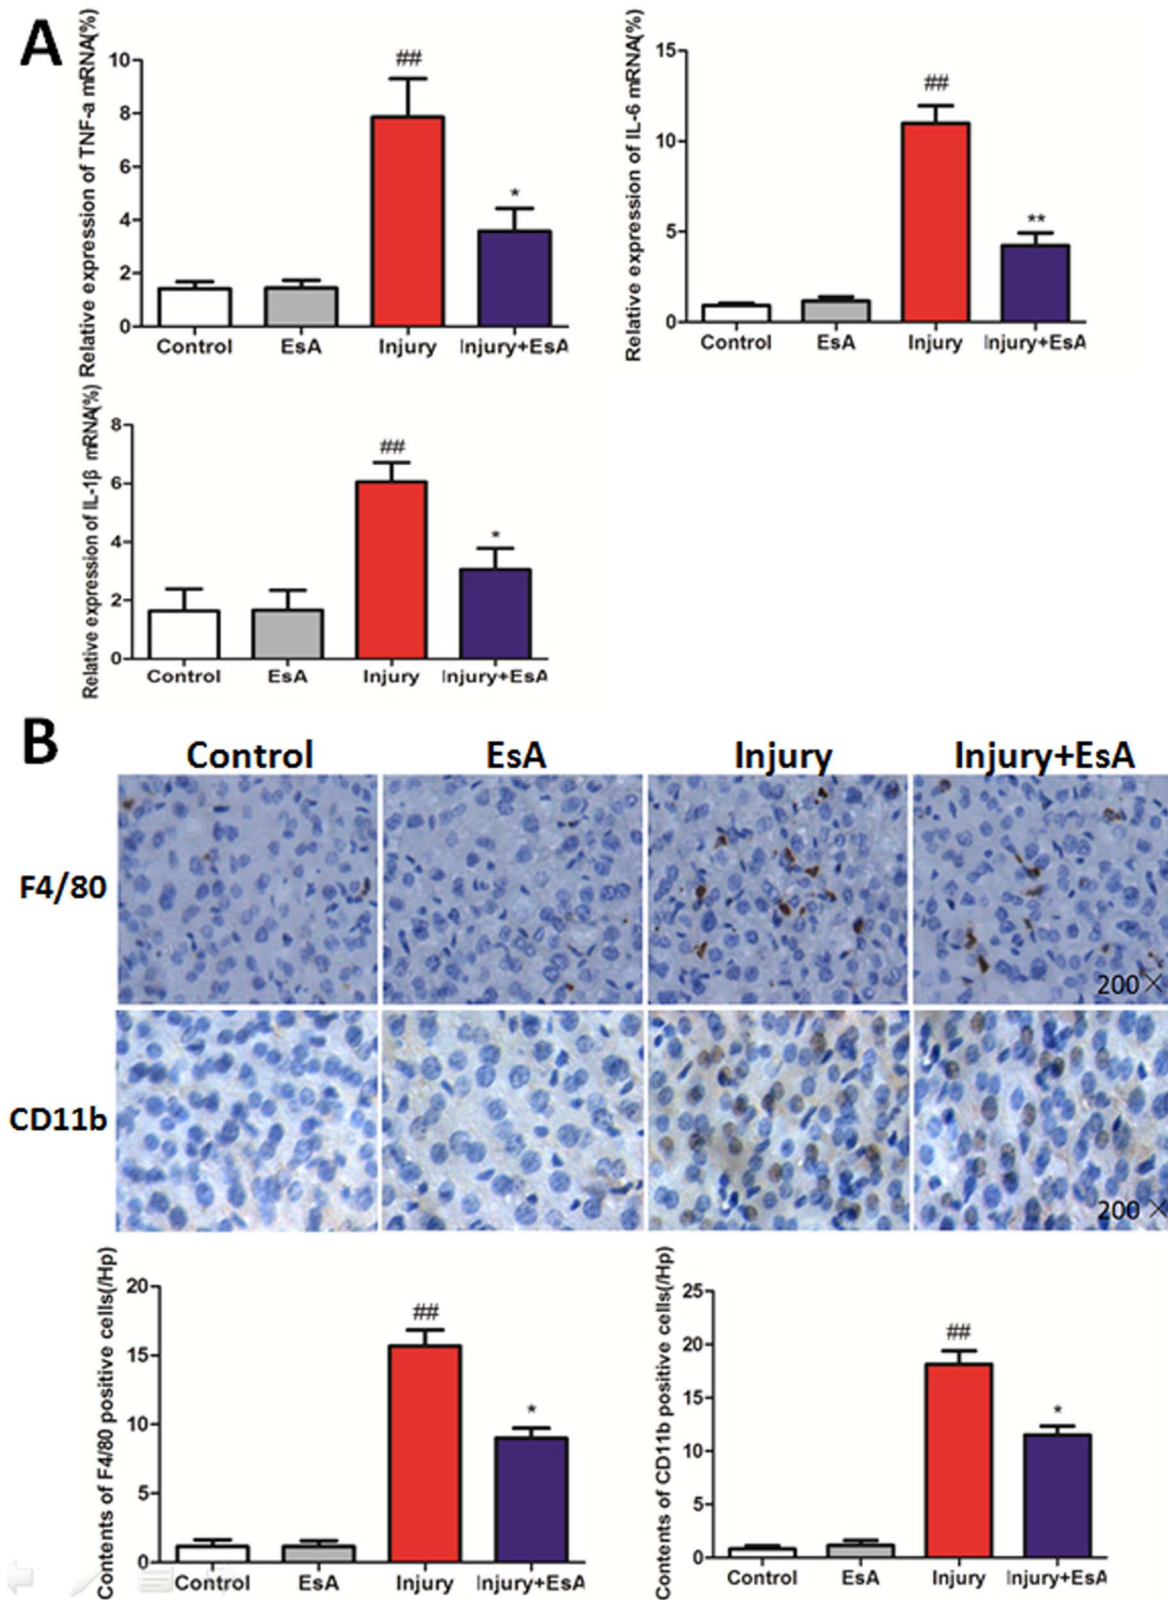 A
Relative expression of TNF-a mRNA(%)
10
8
6
4
2
0
##
*
Control EsA Injury Injury+EsA
Relative expression of IL-6 mRNA(%)
15
10
5
0
##
**
Control EsA Injury Injury+EsA
Relative expression of IL-1β mRNA(%)
8
6
4
2
0
##
*
Control EsA Injury Injury+EsA
B
Control EsA Injury Injury+EsA
F4/80
200×
CD11b
200×
Contents of F4/80 positive cells(/Hp)
20
15
10
5
0
##
*
Control EsA Injury Injury+EsA
Contents of CD11b positive cells(/Hp)
25
20
15
10
5
0
##
*
Control EsA Injury Injury+EsA